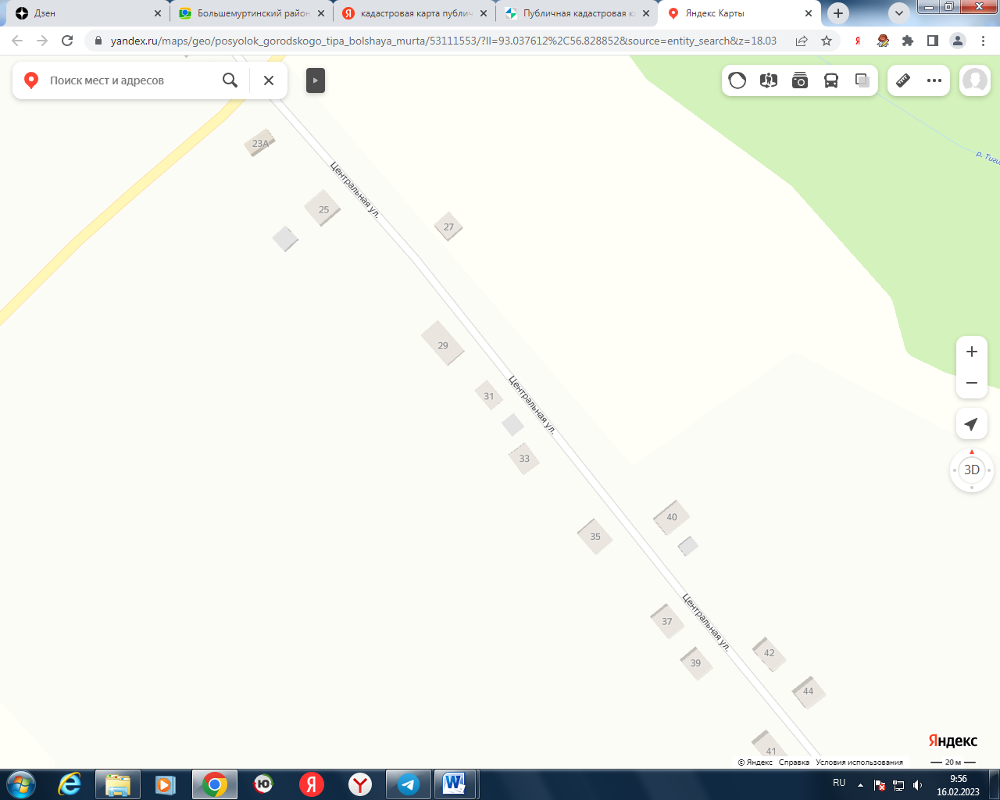 Дзен
Большемуртинский район
кадастровая карта публич
Публичная кадастровая ка
Яндекс Карты
yandex.ru/maps/geo/posyolok_gorodskogo_tipa_bolshaya_murta/53111553/?ll=93.037612%2C56.828852&source=entity_search&z=18.03
Поиск мест и адресов
23А
р. Тиги
Центральная ул.
25
27
29
Центральная ул.
31
33
3D
40
35
Центральная ул.
37
42
39
44
41
Яндекс
© Яндекс Справка Условия использования
20 м
RU
9:56
16.02.2023